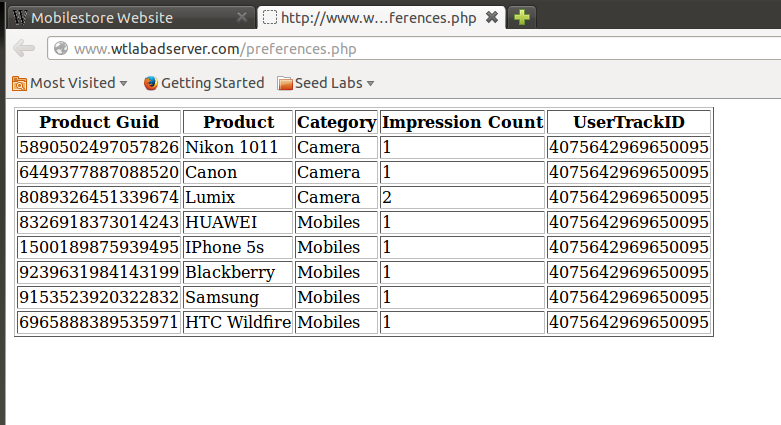 Mobilestore Website
http://www.w...ferences.php
www.wtlabadserver.com/preferences.php
Most Visited Getting Started Seed Labs
Product Guid Product Category Impression Count UserTrackID
5890502497057826 Nikon 1011 Camera 1 4075642969650095
6449377887088520 Canon Camera 1 4075642969650095
8089326451339674 Lumix Camera 2 4075642969650095
8326918373014243 HUAWEI Mobiles 1 4075642969650095
1500189875939495 IPhone 5s Mobiles 1 4075642969650095
9239631984143199 Blackberry Mobiles 1 4075642969650095
9153523920322832 Samsung Mobiles 1 4075642969650095
6965888389535971 HTC Wildfire Mobiles 1 4075642969650095